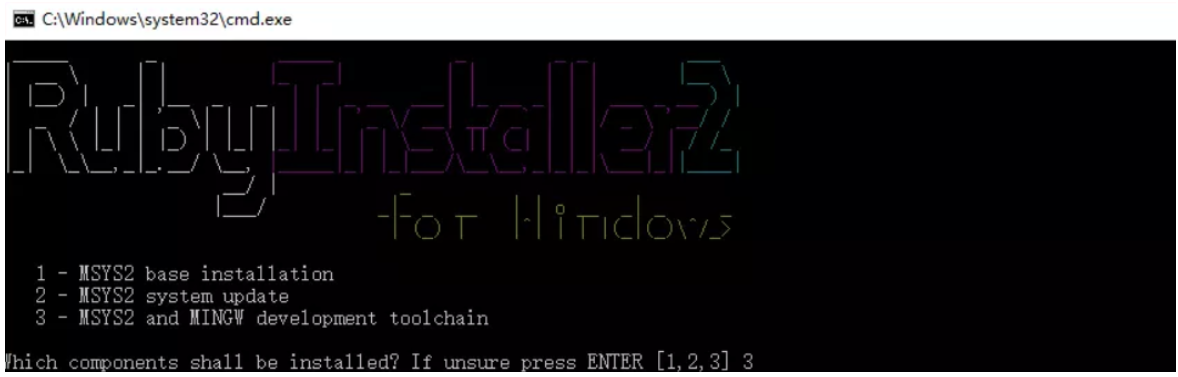 C:\Windows\system32\cmd.exe
RubyInstaller2
for Windows
1 - MSYS2 base installation
2 - MSYS2 system update
3 - MSYS2 and MINGW development toolchain
Which components shall be installed? If unsure press ENTER [1,2,3] 3